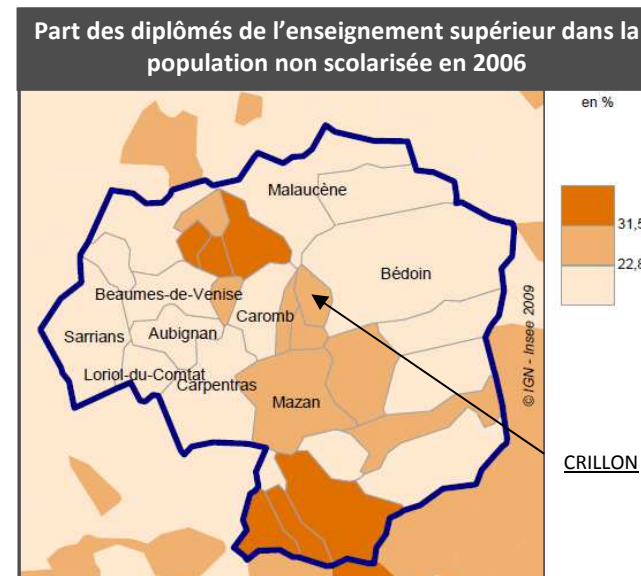 Part des diplômés de l’enseignement supérieur dans la
population non scolarisée en 2006
en %
31,5
22,8
Malaucène
Bédoin
Beaumes-de-Venise
Caromb
Sarrians
Aubignan
Loriol-du-Comtat
Carpentras
Mazan
© IGN - Insee 2009
CRILLON